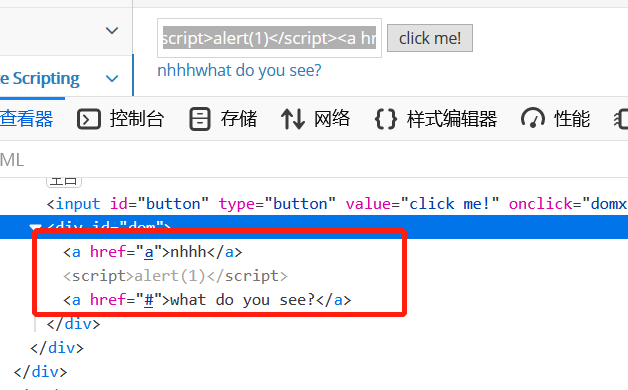 script>alert(1)</script><a hr
click me!
e Scripting
nhhhwhat do you see?
查看器
控制台
存储
网络
样式编辑器
性能
ML
空白
<input id="button" type="button" value="click me!" onclick="domx
<div id="dom">
<a href="a">nhhh</a>
<script>alert(1)</script>
<a href="#">what do you see?</a>
</div>
</div>
</div>